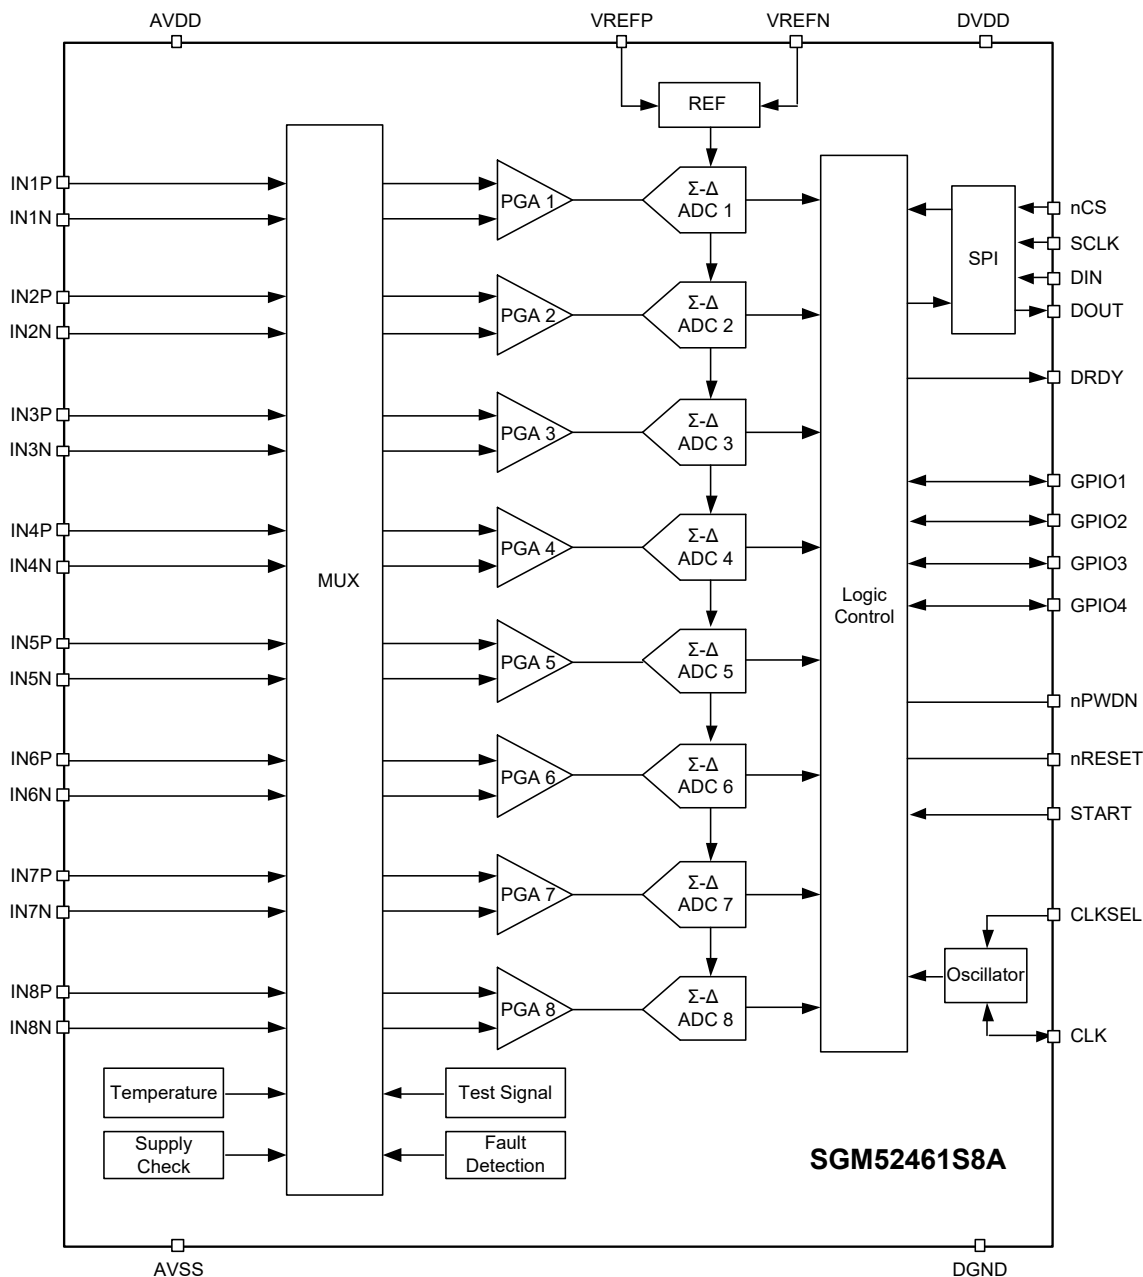 AVDD
VREFP
VREFN
DVDD
REF
IN1P
IN1N
PGA 1
Σ-Δ
ADC 1
nCS
SCLK
SPI
DIN
DOUT
IN2P
IN2N
PGA 2
Σ-Δ
ADC 2
DRDY
IN3P
IN3N
PGA 3
Σ-Δ
ADC 3
GPIO1
GPIO2
GPIO3
GPIO4
IN4P
IN4N
PGA 4
Σ-Δ
ADC 4
MUX
Logic
Control
IN5P
IN5N
PGA 5
Σ-Δ
ADC 5
nPWDN
nRESET
START
IN6P
IN6N
PGA 6
Σ-Δ
ADC 6
IN7P
IN7N
PGA 7
Σ-Δ
ADC 7
CLKSEL
Oscillator
CLK
IN8P
IN8N
PGA 8
Σ-Δ
ADC 8
Temperature
Test Signal
Supply
Check
Fault
Detection
SGM52461S8A
AVSS
DGND